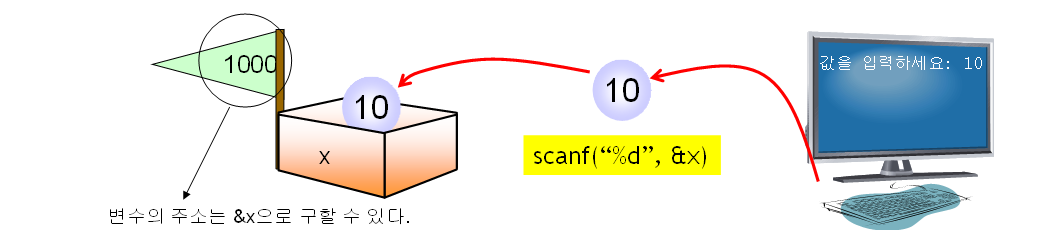 1000
10
x
변수의 주소는 &x으로 구할 수 있다.
10
scanf(“%d”, &x)
값을 입력하세요: 10